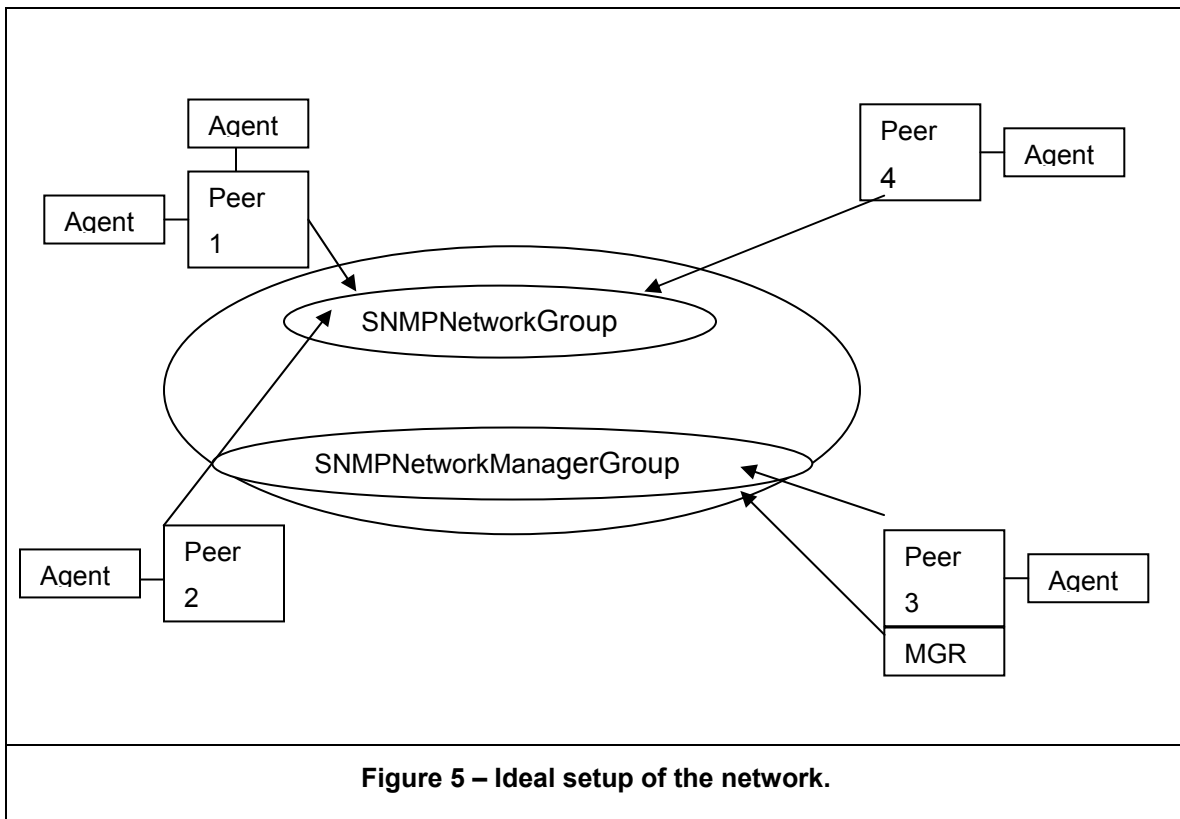 Agent
Peer
4
Agent
Agent
Peer
1
SNMPNetworkGroup
SNMPNetworkManagerGroup
Agent
Peer
2
Peer
3
Agent
MGR
Figure 5 – Ideal setup of the network.